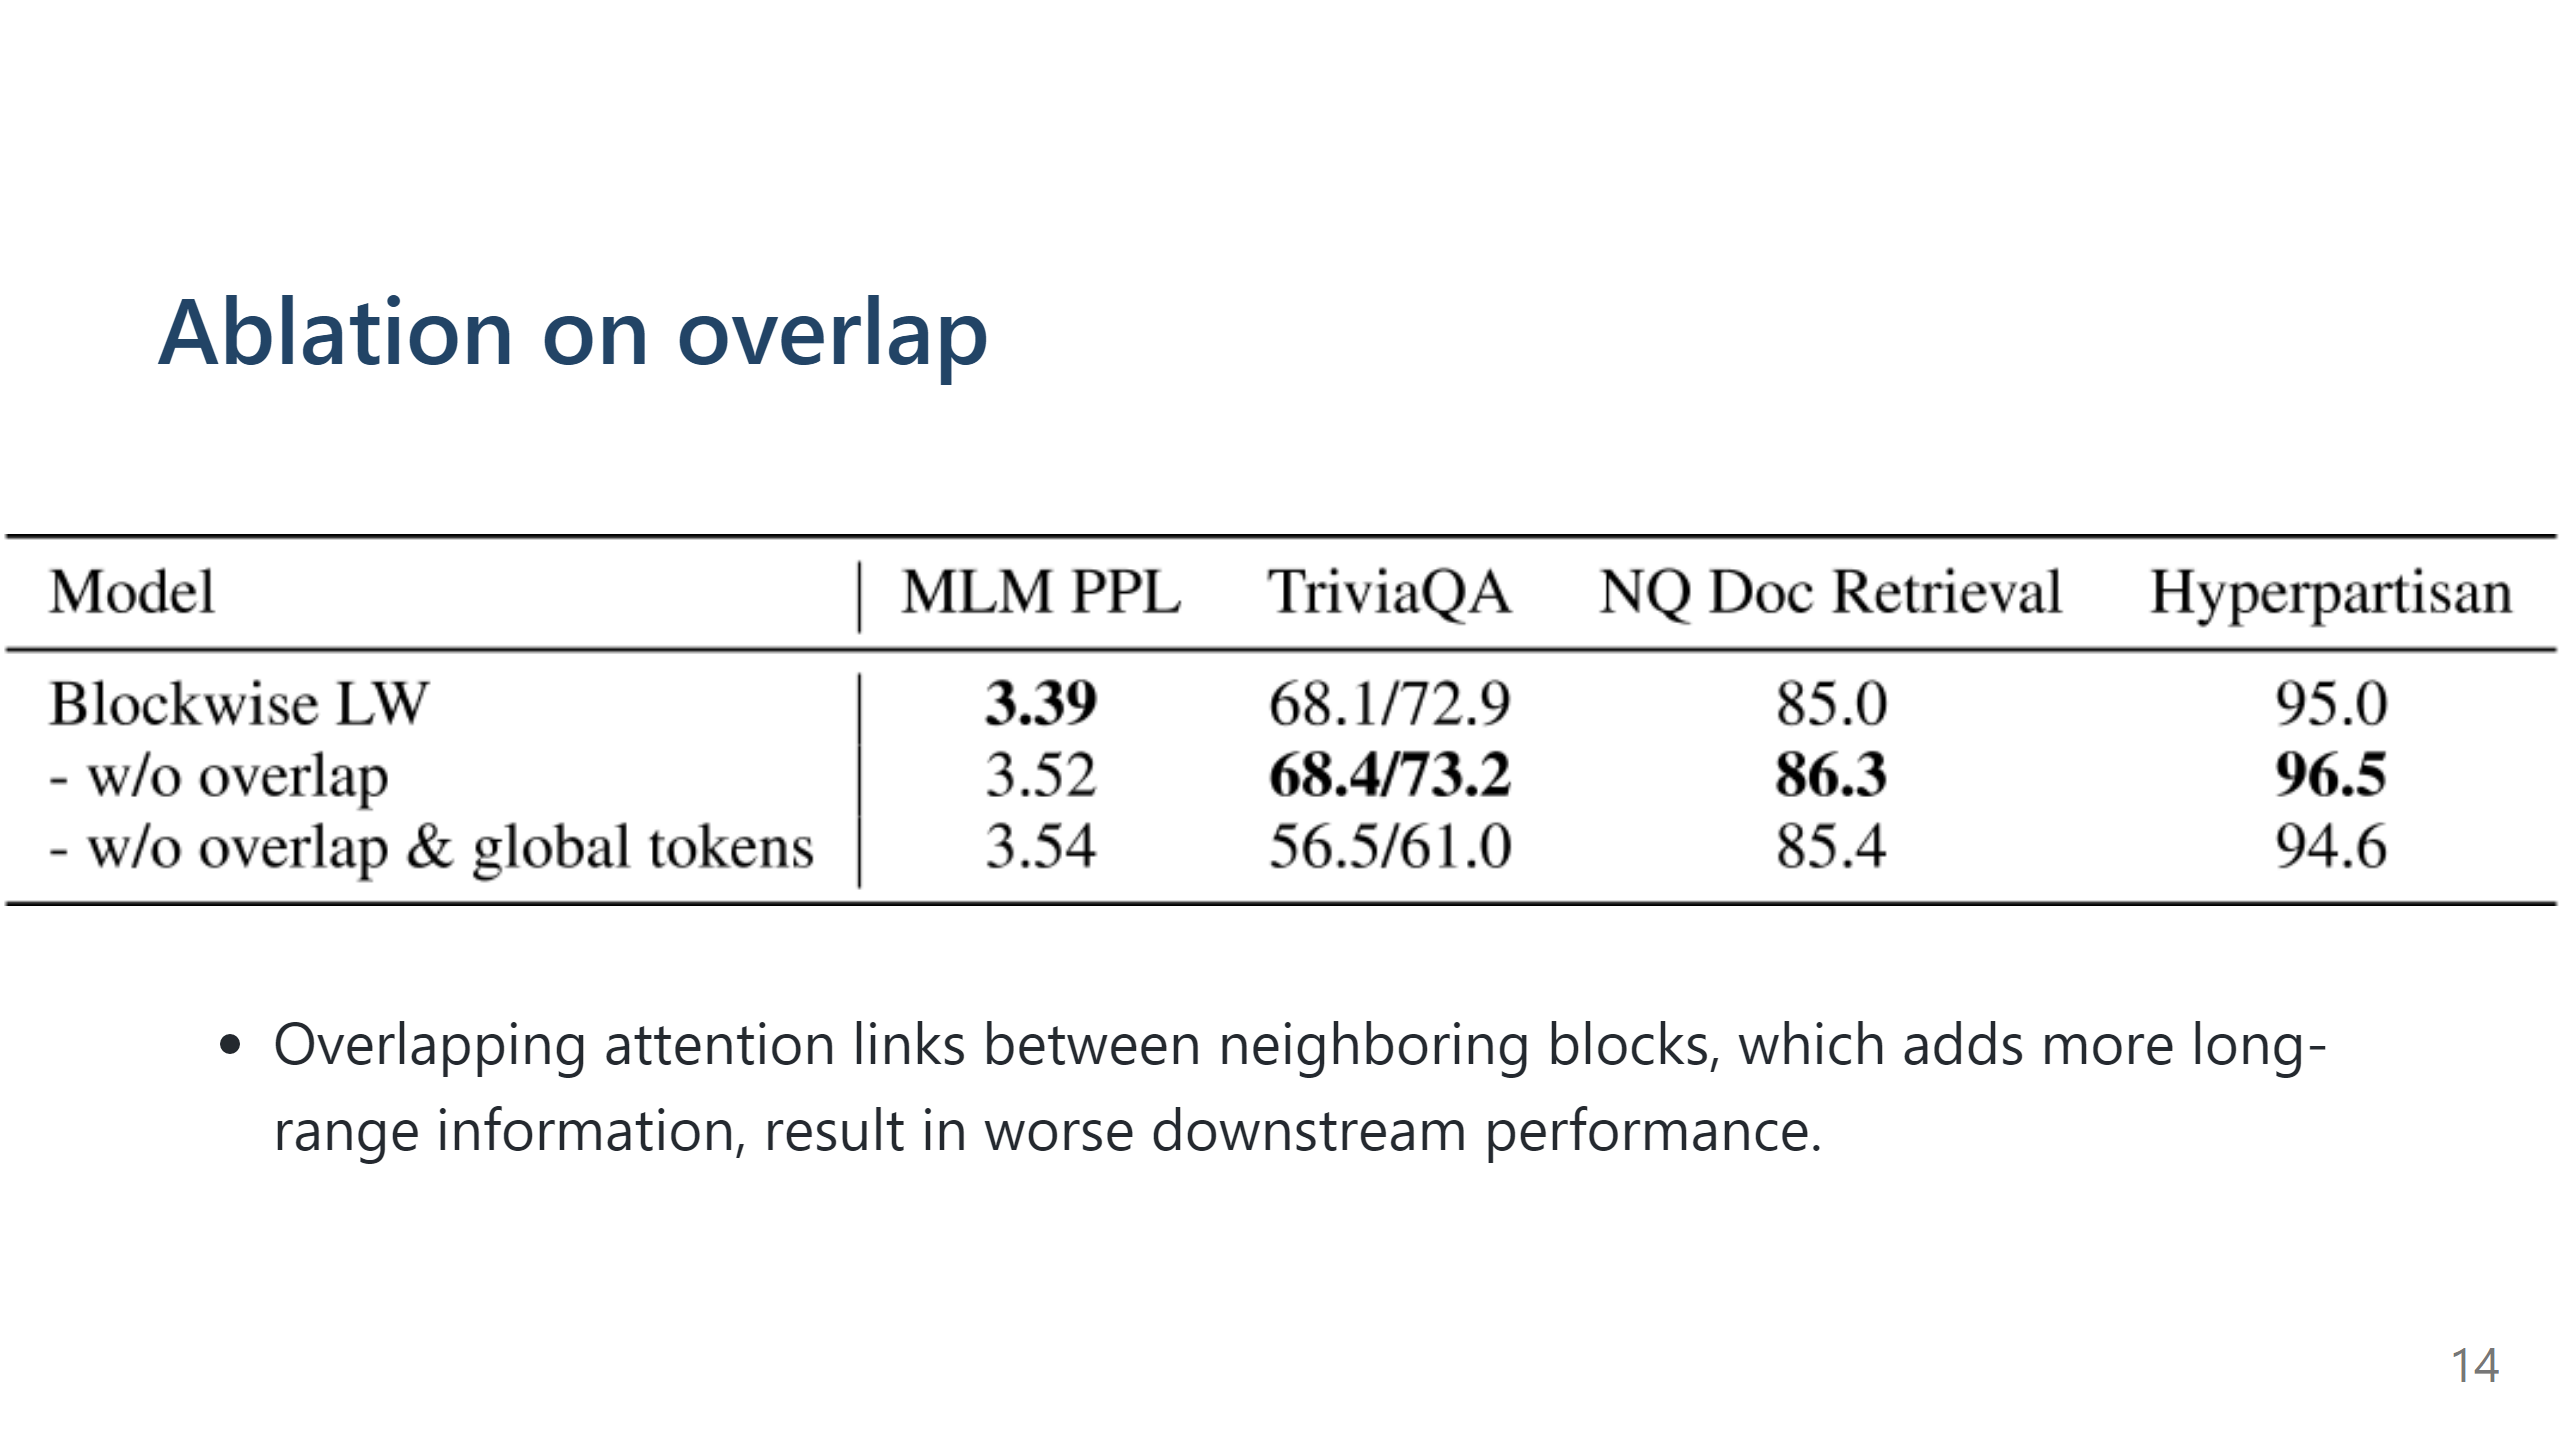 Ablation on overlap
Model MLM PPL TriviaQA NQ Doc Retrieval Hyperpartisan
Blockwise LW 3.39 68.1/72.9 85.0 95.0
- w/o overlap 3.52 68.4/73.2 86.3 96.5
- w/o overlap & global tokens 3.54 56.5/61.0 85.4 94.6
• Overlapping attention links between neighboring blocks, which adds more long-
range information, result in worse downstream performance.
14